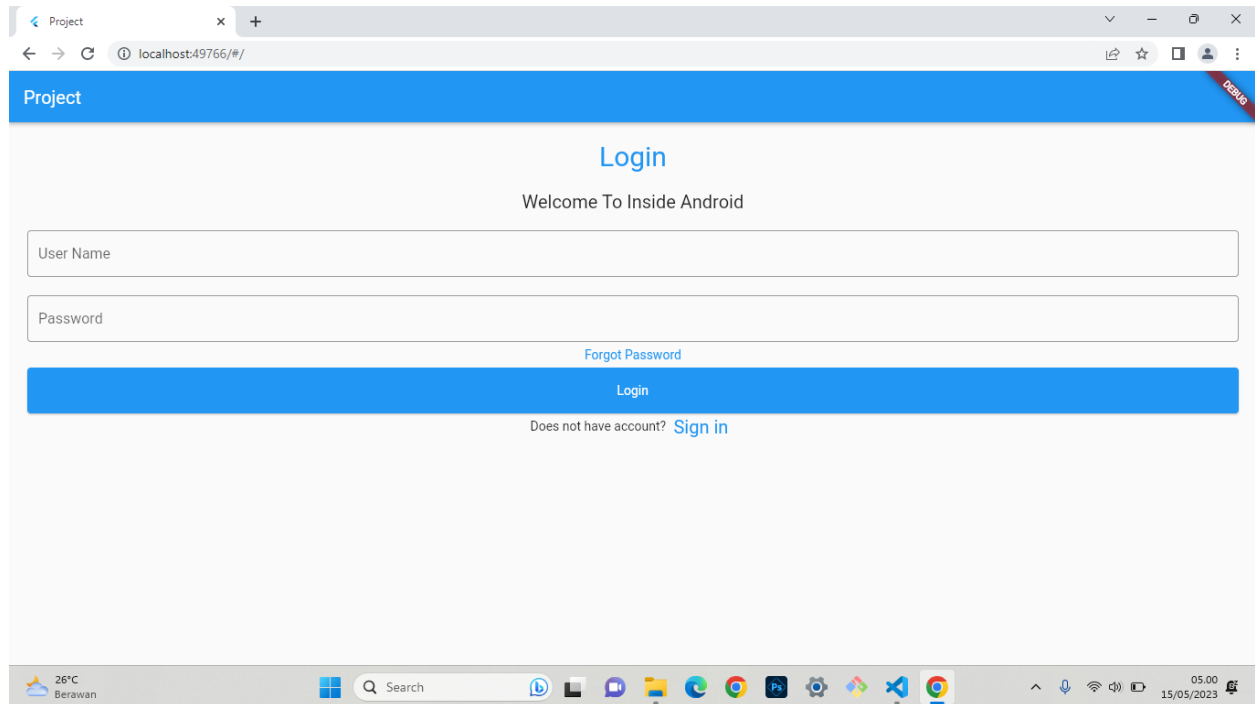 Project
localhost:49766/#/
Project
DEBUG
Login
Welcome To Inside Android
User Name
Password
Forgot Password
Login
Does not have account? Sign in
26°C
Berawan
Search
Ps
05.00
15/05/2023